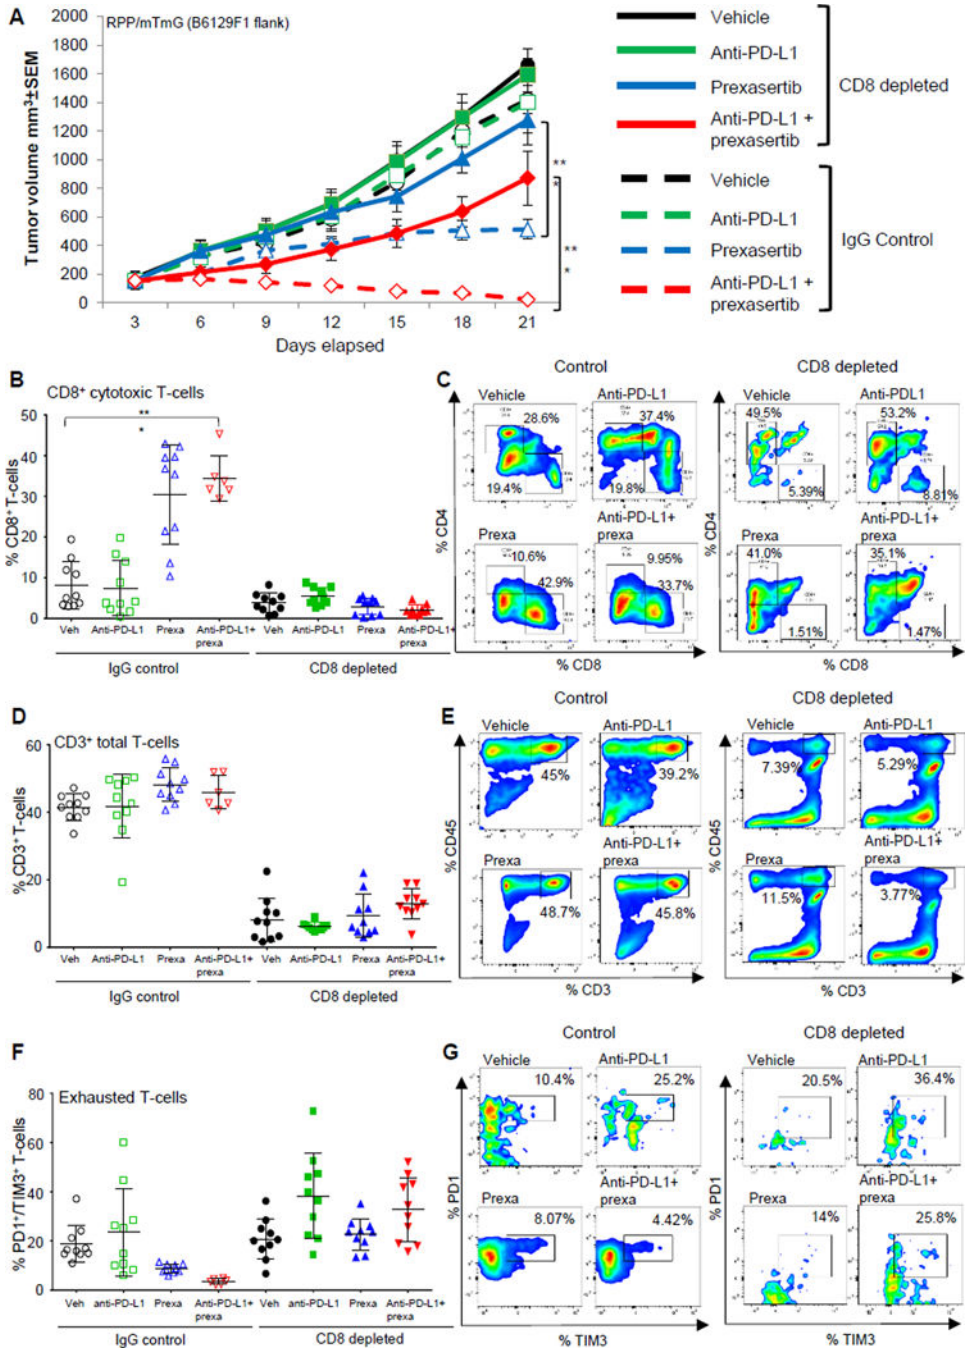 A
RPP/mTmG (B6129F1 flank)
Tumor volume mm³±SEM
2000
1800
1600
1400
1200
1000
800
600
400
200
0
3 6 9 12 15 18 21
Days elapsed
**
*
**
*
Vehicle
Anti-PD-L1
Prexasertib
Anti-PD-L1 +
prexasertib
CD8 depleted
Vehicle
Anti-PD-L1
Prexasertib
Anti-PD-L1 +
prexasertib
IgG Control
B
CD8⁺ cytotoxic T-cells
**
*
% CD8⁺ T-cells
50
40
30
20
10
0
Veh Anti-PD-L1 Prexa Anti-PD-L1+
prexa
Veh Anti-PD-L1 Prexa Anti-PD-L1+
prexa
IgG control
CD8 depleted
C
Control
Vehicle
28.6%
19.4%
Anti-PD-L1
37.4%
19.8%
Prexa
10.6%
42.9%
Anti-PD-L1+ prexa
9.95%
33.7%
% CD4
% CD8
CD8 depleted
Vehicle
49.5%
5.39%
Anti-PDL1
53.2%
8.81%
Prexa
41.0%
1.51%
Anti-PD-L1+ prexa
35.1%
1.47%
% CD4
% CD8
D
CD3⁺ total T-cells
% CD3⁺ T-cells
60
40
20
0
Veh Anti-PD-L1 Prexa Anti-PD-L1+
prexa
Veh Anti-PD-L1 Prexa Anti-PD-L1+
prexa
IgG control
CD8 depleted
E
Control
Vehicle
45%
Anti-PD-L1
39.2%
Prexa
48.7%
Anti-PD-L1+
prexa
45.8%
% CD45
% CD3
CD8 depleted
Vehicle
7.39%
Anti-PD-L1
5.29%
Prexa
11.5%
Anti-PD-L1+
prexa
3.77%
% CD45
% CD3
F
Exhausted T-cells
% PD1⁺/TIM3⁺ T-cells
80
60
40
20
0
Veh anti-PD-L1 Prexa Anti-PD-L1+
prexa
Veh Anti-PD-L1 Prexa Anti-PD-L1+
prexa
IgG control
CD8 depleted
G
Control
Vehicle
10.4%
Anti-PD-L1
25.2%
Prexa
8.07%
Anti-PD-L1+
prexa
4.42%
% PD1
% TIM3
CD8 depleted
Vehicle
20.5%
Anti-PD-L1
36.4%
Prexa
14%
Anti-PD-L1+
prexa
25.8%
% PD1
% TIM3